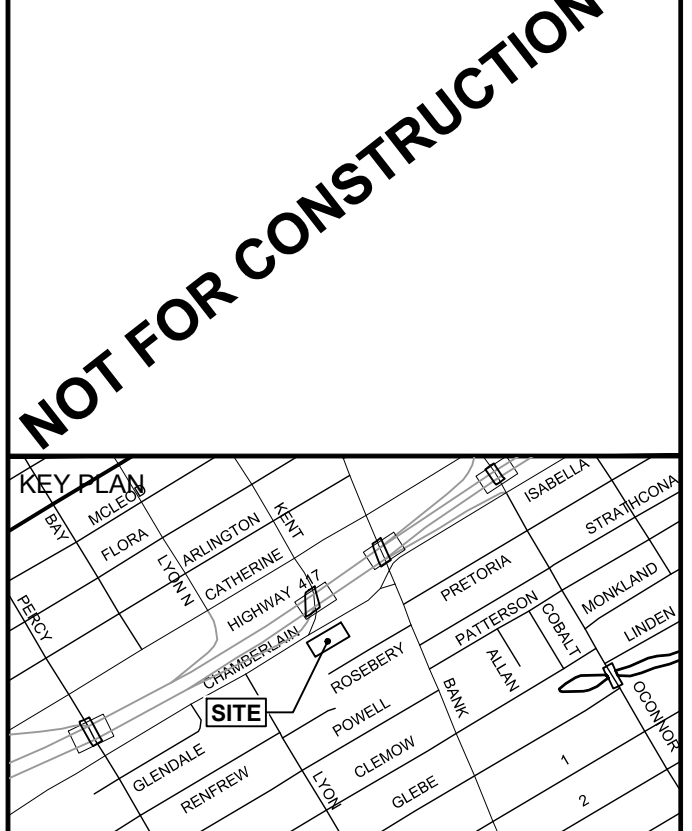 NOT FOR CONSTRUCTION
KEY PLAN
MCLEOD
BAY
FLORA
ARLINGTON
KENT
LYON N
CATHERINE
HIGHWAY 417
PERCY
CHAMBERLAIN
SITE
ISABELLA
STRATHCONA
PRETORIA
MONKLAND
PATTERSON
COBALT
LINDEN
ALLAN
ROSEBERY
BANK
OCONNOR
POWELL
GLENDALE
CLEMOW
RENFREW
LYON
GLEBE
1
2